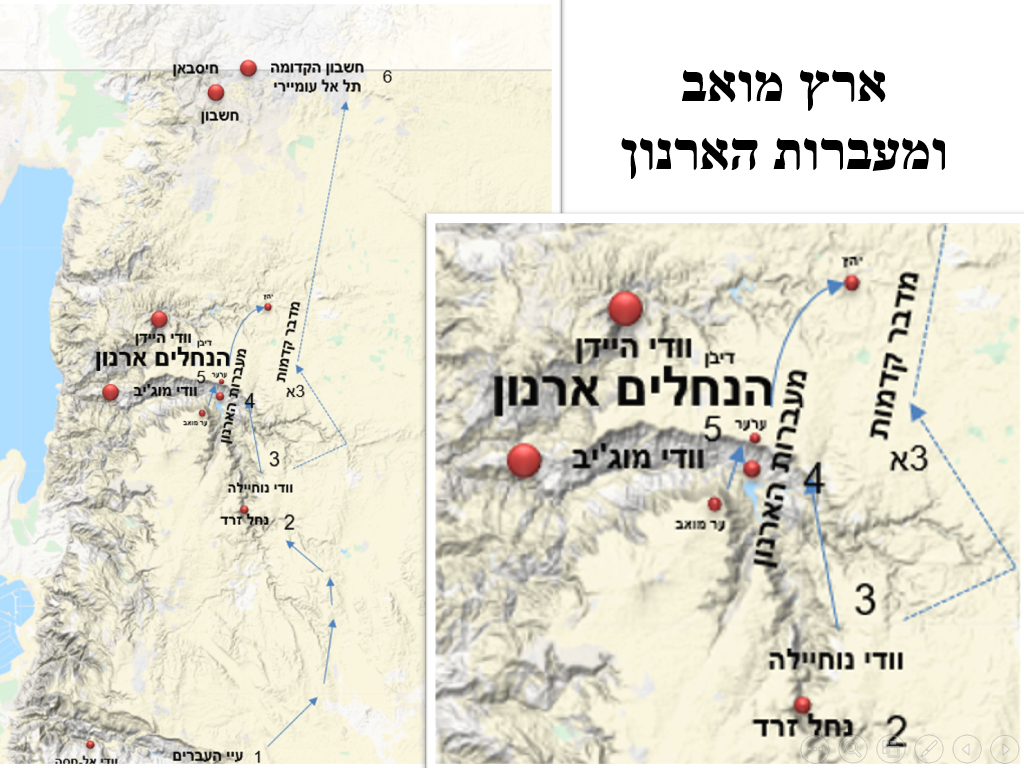 ארץ מואב
ומעברות הארנון
חיסבאן
חשבון הקדומה
תל אל עומיירי
6
חשבון
יהץ
מדבר קדמות
וודי היידן
דיבן
הנחלים ארנון
מעברות הארנון
5
ערער
וודי מוג'יב
4
3א
ער מואב
3
וודי נוחיילה
נחל זרד
2
וודי אל-חסה
עיי העברים
1
יהץ
מדבר קדמות
וודי היידן
דיבן
הנחלים ארנון
מעברות הארנון
5
ערער
וודי מוג'יב
3א
4
ער מואב
3
וודי נוחיילה
נחל זרד
2